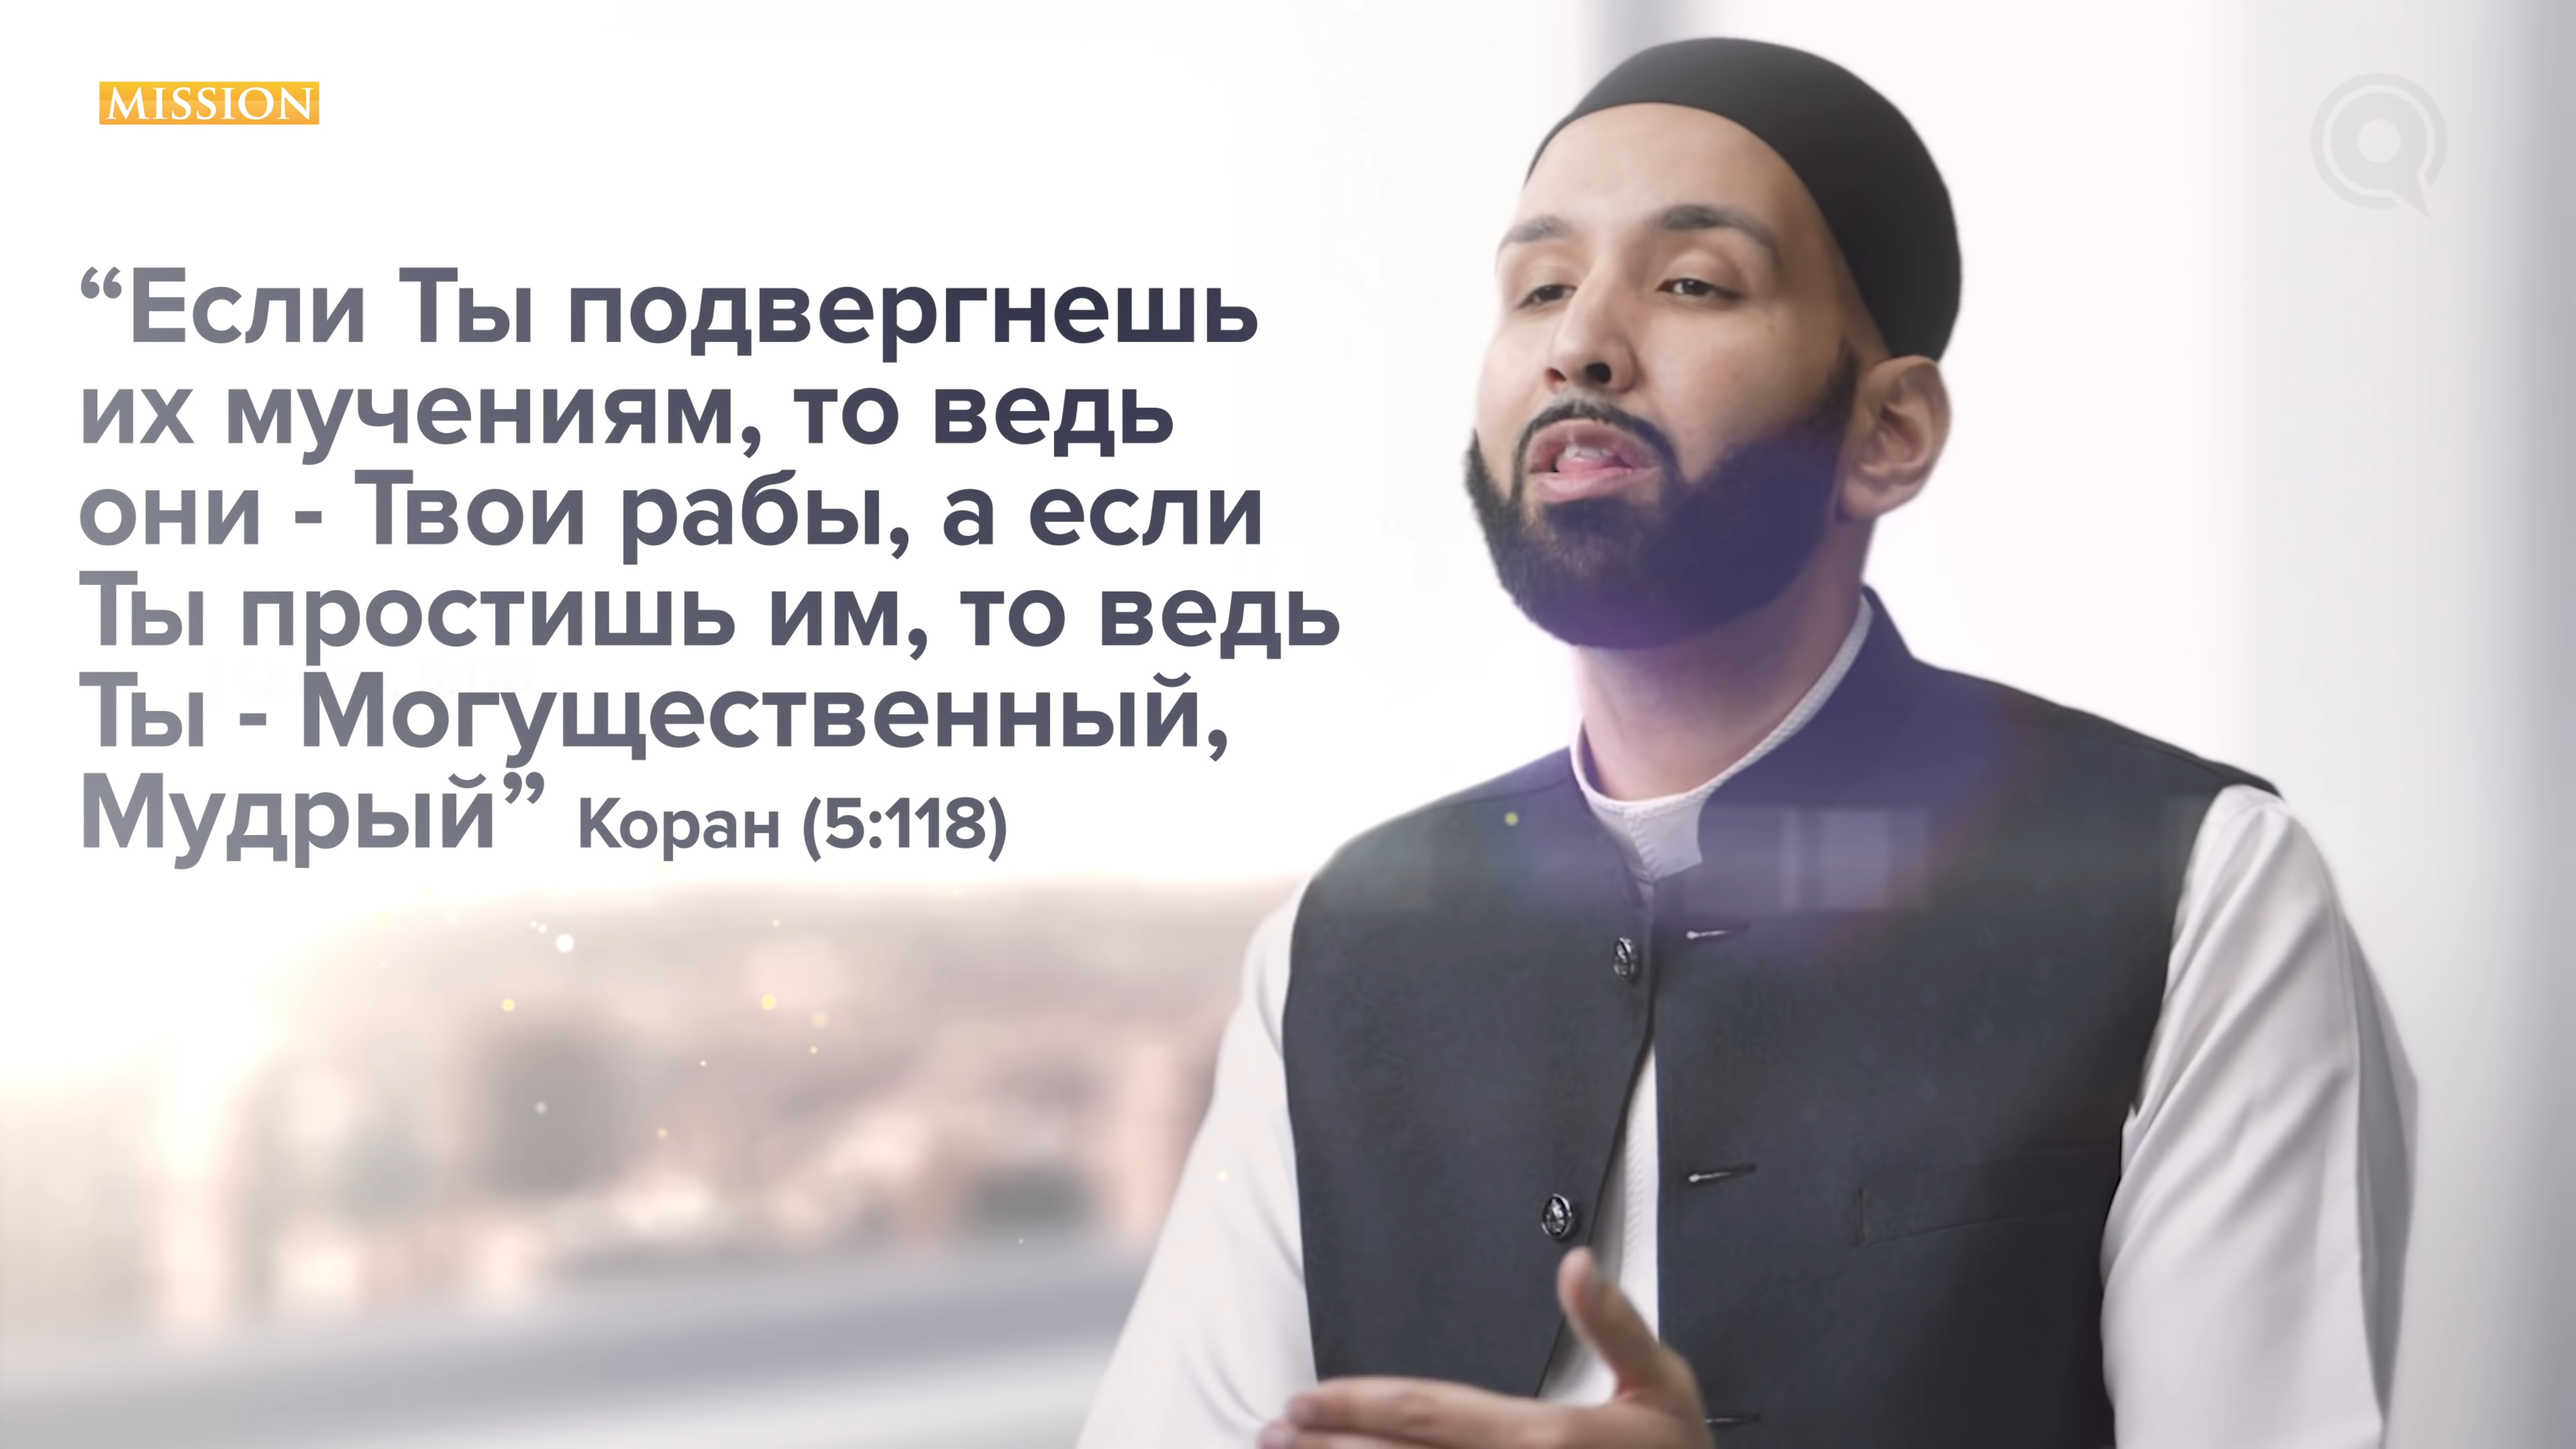 MISSION
“Если Ты подвергнешь
их мучениям, то ведь
они - Твои рабы, а если
Ты простишь им, то ведь
Ты - Могущественный,
Мудрый” Коран (5:118)